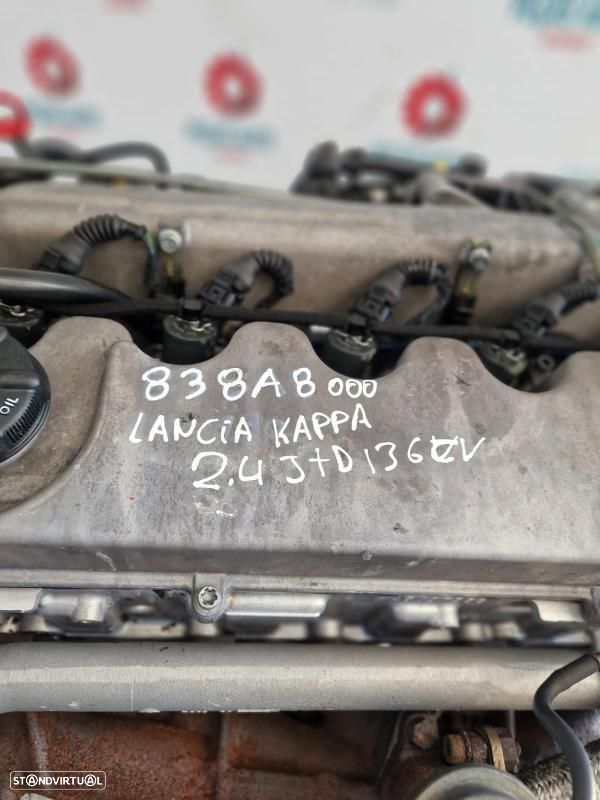 OIL
838A8000
LANCiA KAPPA
2.4 JtD 136CV
STANDVIRTUAL